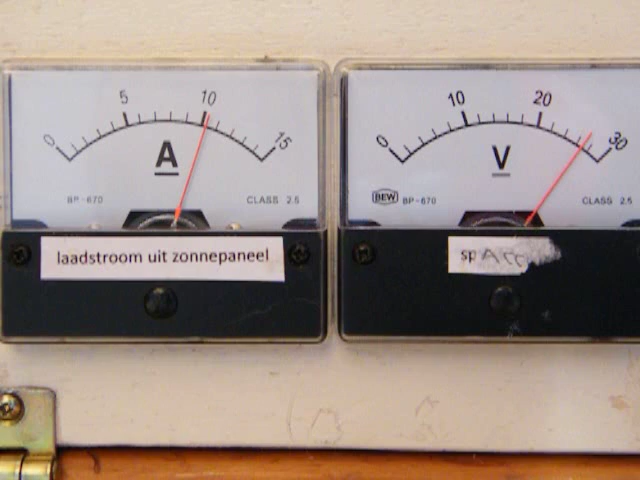 0 5 10 15
A
BP-670 CLASS 2.5
laadstroom uit zonnepaneel
0 10 20 30
V
BEW BP-670 CLASS 2.5